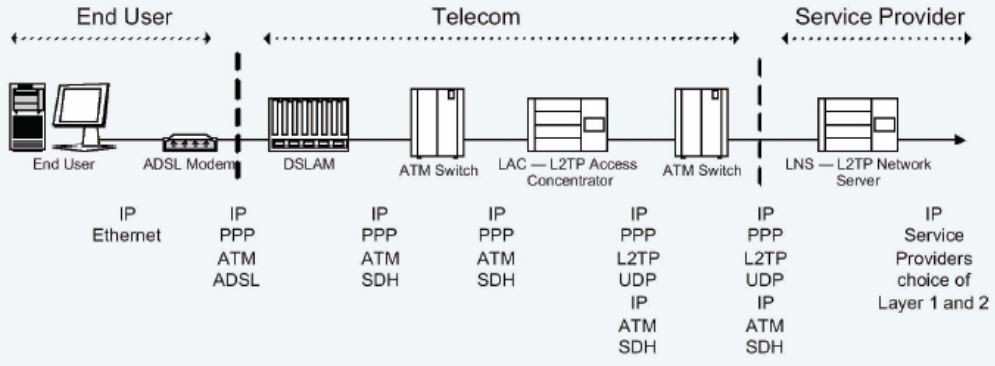 End User
Telecom
Service Provider
End User
ADSL Modem
DSLAM
ATM Switch
LAC — L2TP Access
Concentrator
ATM Switch
LNS — L2TP Network
Server
IP
Ethernet
IP
PPP
ATM
ADSL
IP
PPP
ATM
SDH
IP
PPP
ATM
SDH
IP
PPP
L2TP
UDP
IP
ATM
SDH
IP
PPP
L2TP
UDP
IP
ATM
SDH
IP
Service
Providers
choice of
Layer 1 and 2